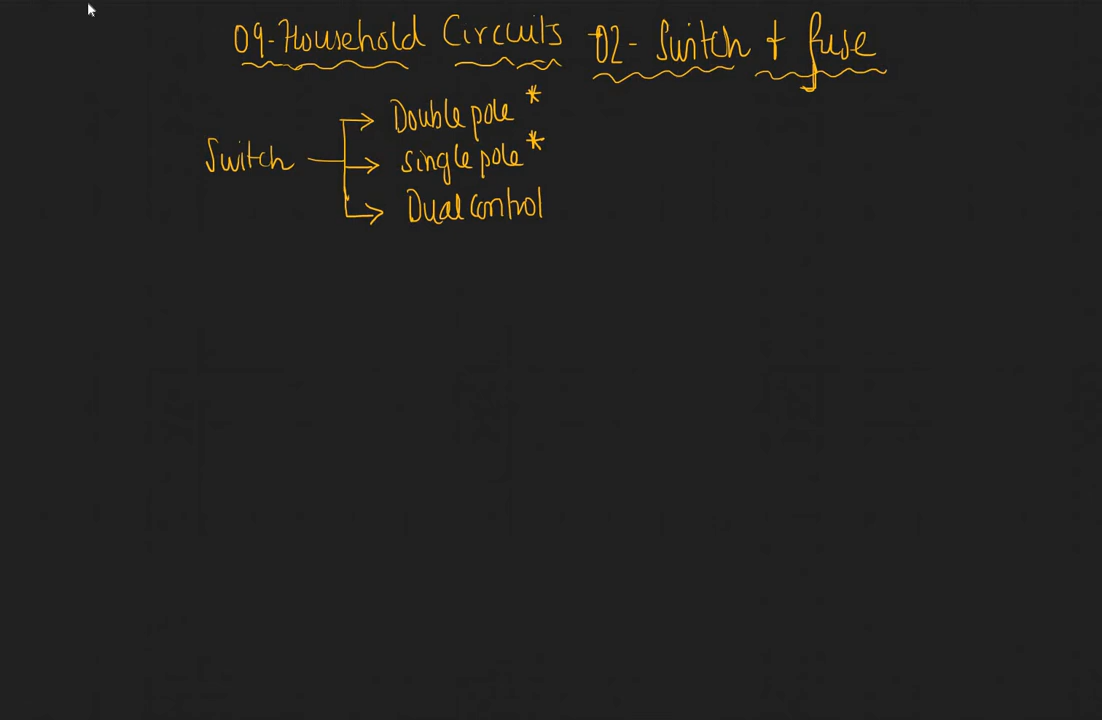 09-Household Circuits 02- Switch + fuse
Double pole *
Switch → single pole *
Dual control